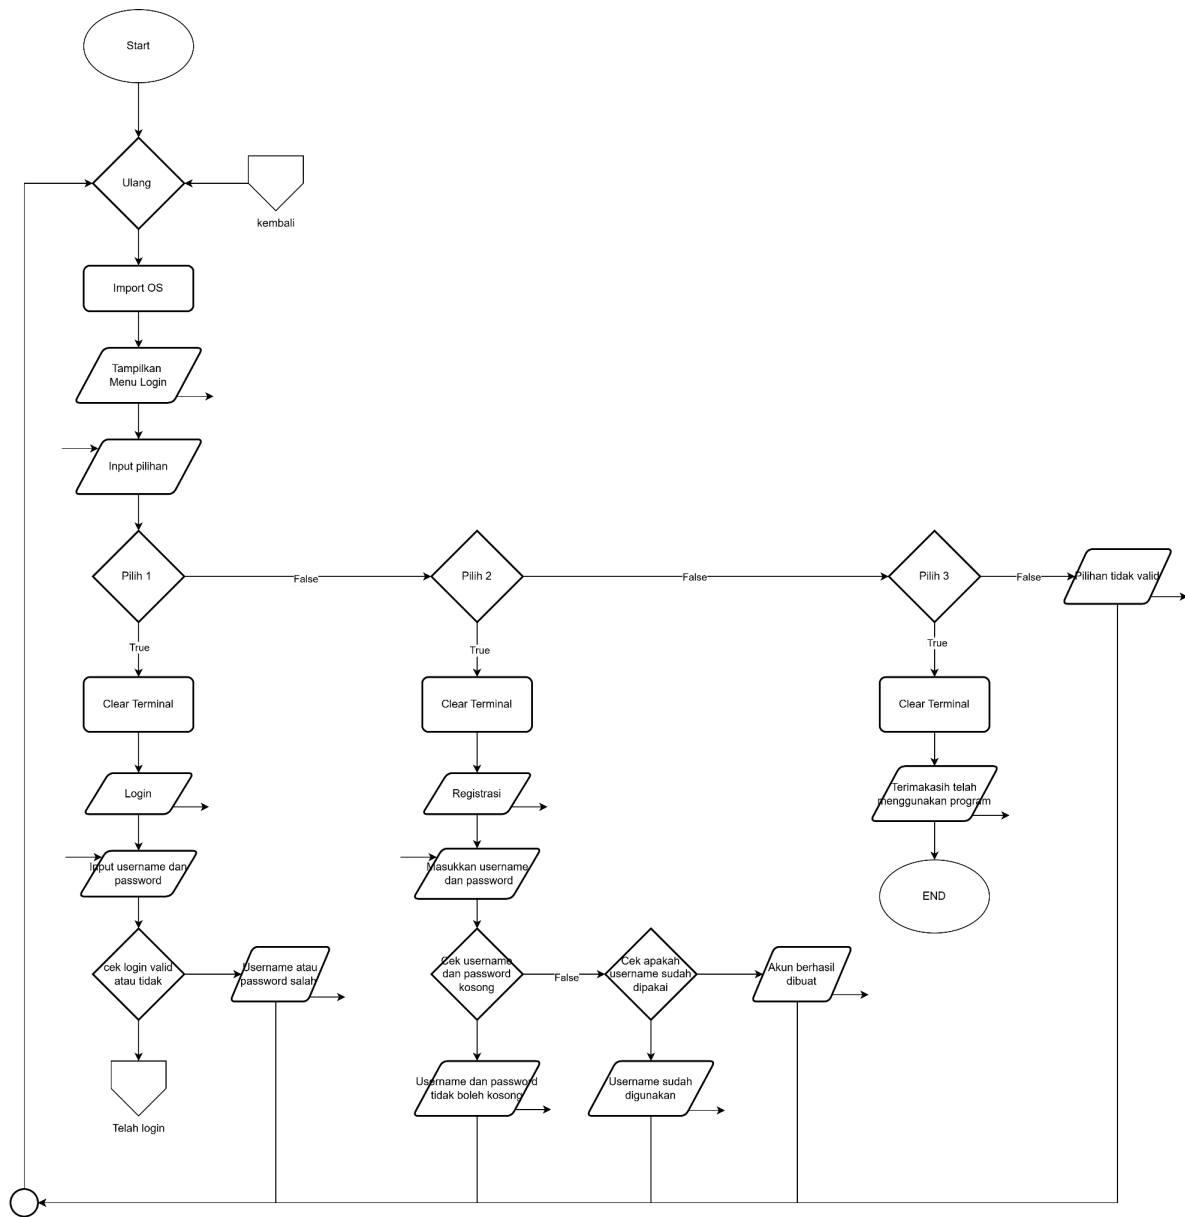 Start
Ulang
kembali
Import OS
Tampilkan
Menu Login
Input pilihan
Pilih 1
False
Pilih 2
False
Pilih 3
False
Pilihan tidak valid
True
True
True
Clear Terminal
Clear Terminal
Clear Terminal
Login
Registrasi
Terimakasih telah
menggunakan program
Input username dan
password
Masukkan username
dan password
END
cek login valid
atau tidak
Username atau
password salah
Cek username
dan password
kosong
False
Cek apakah
username sudah
dipakai
Akun berhasil
dibuat
Telah login
Username dan password
tidak boleh kosong
Username sudah
digunakan